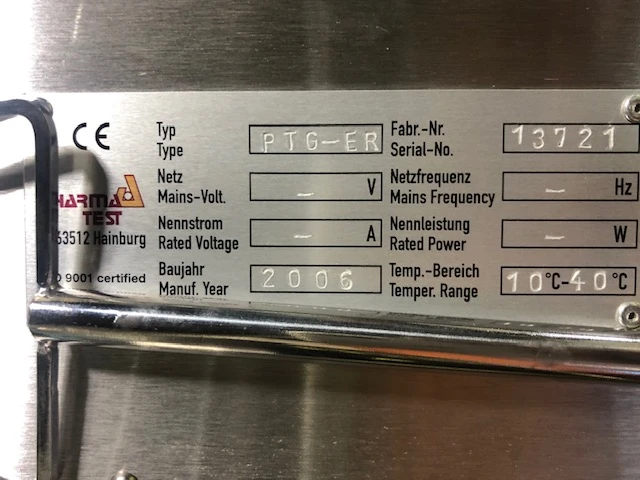 CE
Typ
Type
PTG-ER
Fabr.-Nr.
Serial-No.
13721
Netz
Mains-Volt.
- V
Netzfrequenz
Mains Frequency
- Hz
HARMA
TEST
63512 Hainburg
Nennstrom
Rated Voltage
- A
Nennleistung
Rated Power
- W
9001 certified
Baujahr
Manuf. Year
2006
Temp.-Bereich
Temper. Range
10°C-40°C